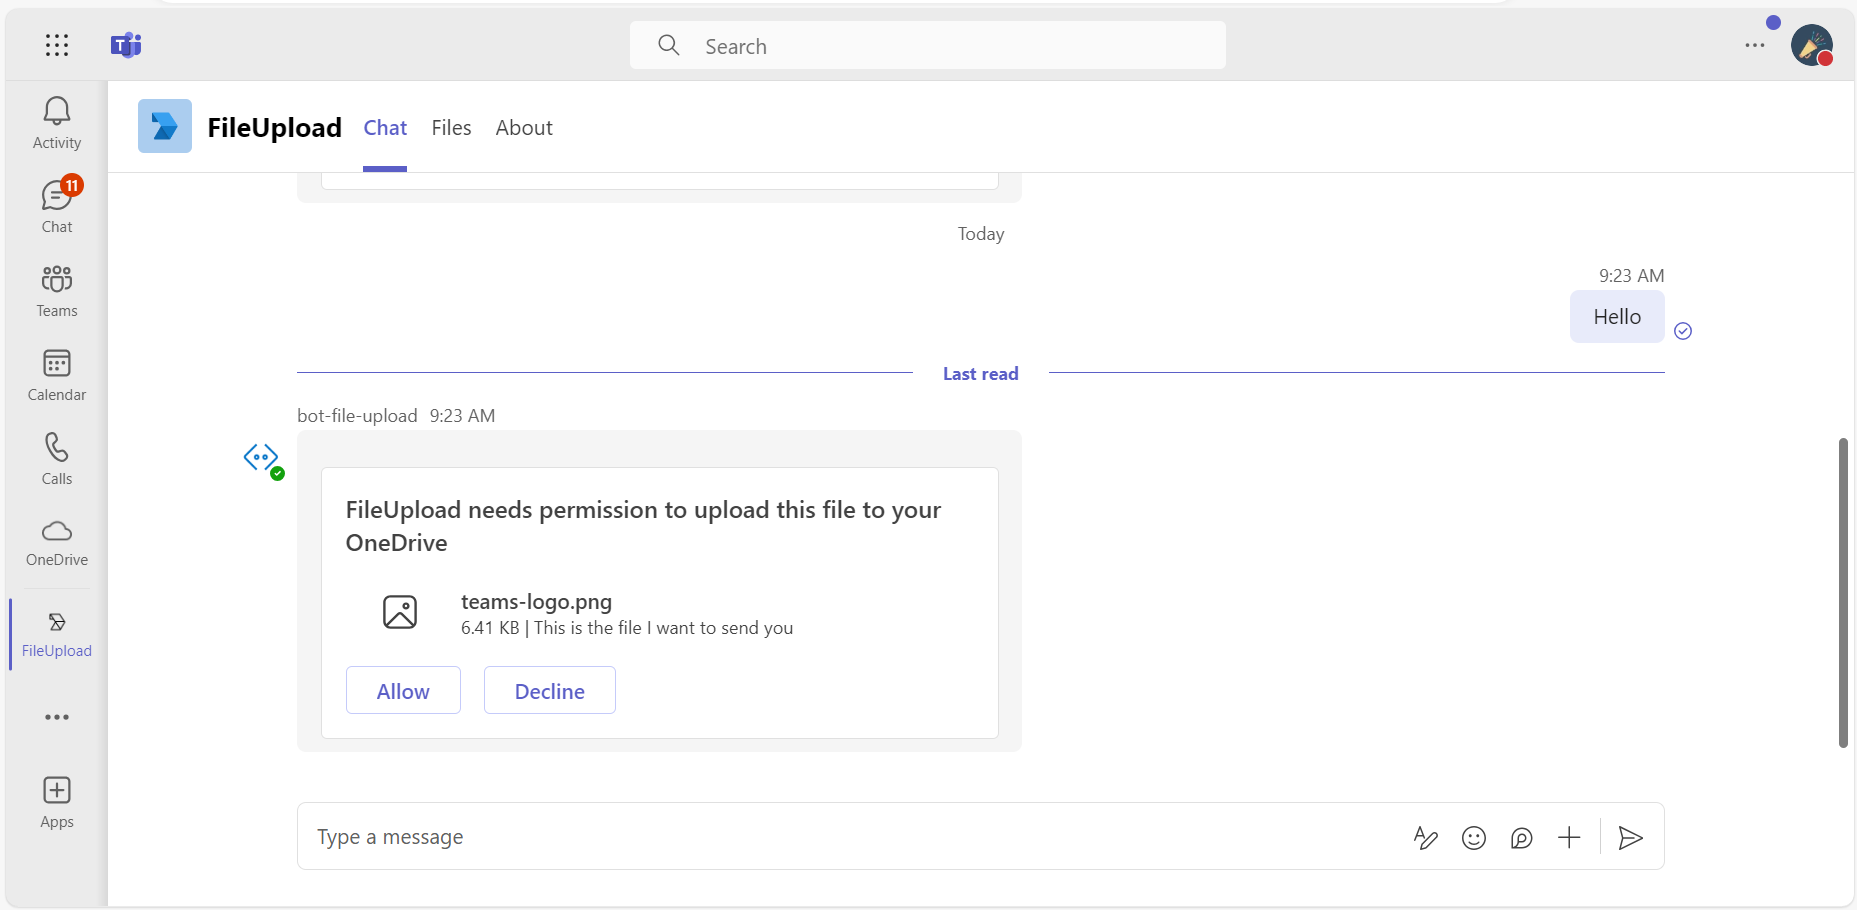 Search
Activity
11
Chat
Teams
Calendar
Calls
OneDrive
FileUpload
Apps
FileUpload Chat Files About
Today
9:23 AM
Hello
Last read
bot-file-upload 9:23 AM
FileUpload needs permission to upload this file to your
OneDrive
teams-logo.png
6.41 KB | This is the file I want to send you
Allow Decline
Type a message